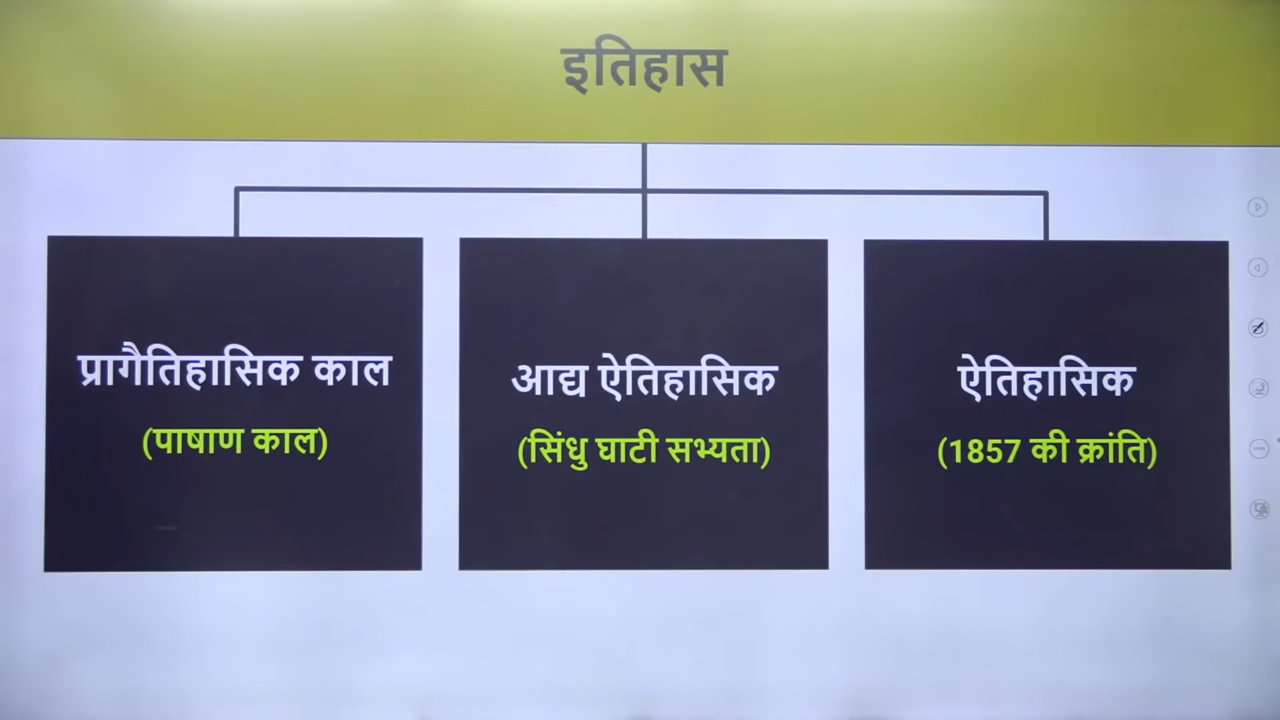 इतिहास
प्रागैतिहासिक काल
(पाषाण काल)
आद्य ऐतिहासिक
(सिंधु घाटी सभ्यता)
ऐतिहासिक
(1857 की क्रांति)